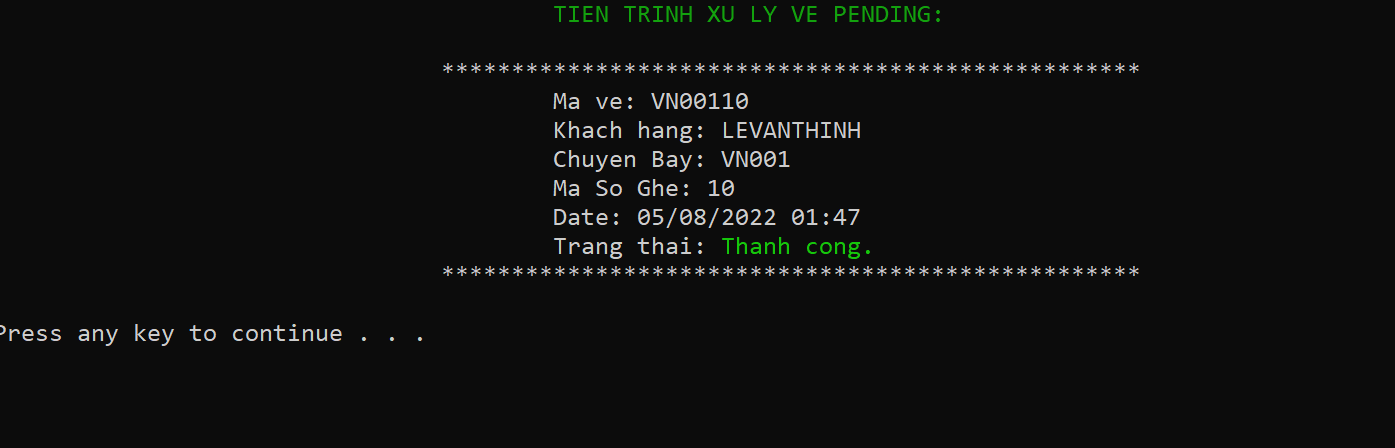 TIEN TRINH XU LY VE PENDING:
**************************************************
Ma ve: VN00110
Khach hang: LEVANTHINH
Chuyen Bay: VN001
Ma So Ghe: 10
Date: 05/08/2022 01:47
Trang thai: Thanh cong.
**************************************************
Press any key to continue . . .